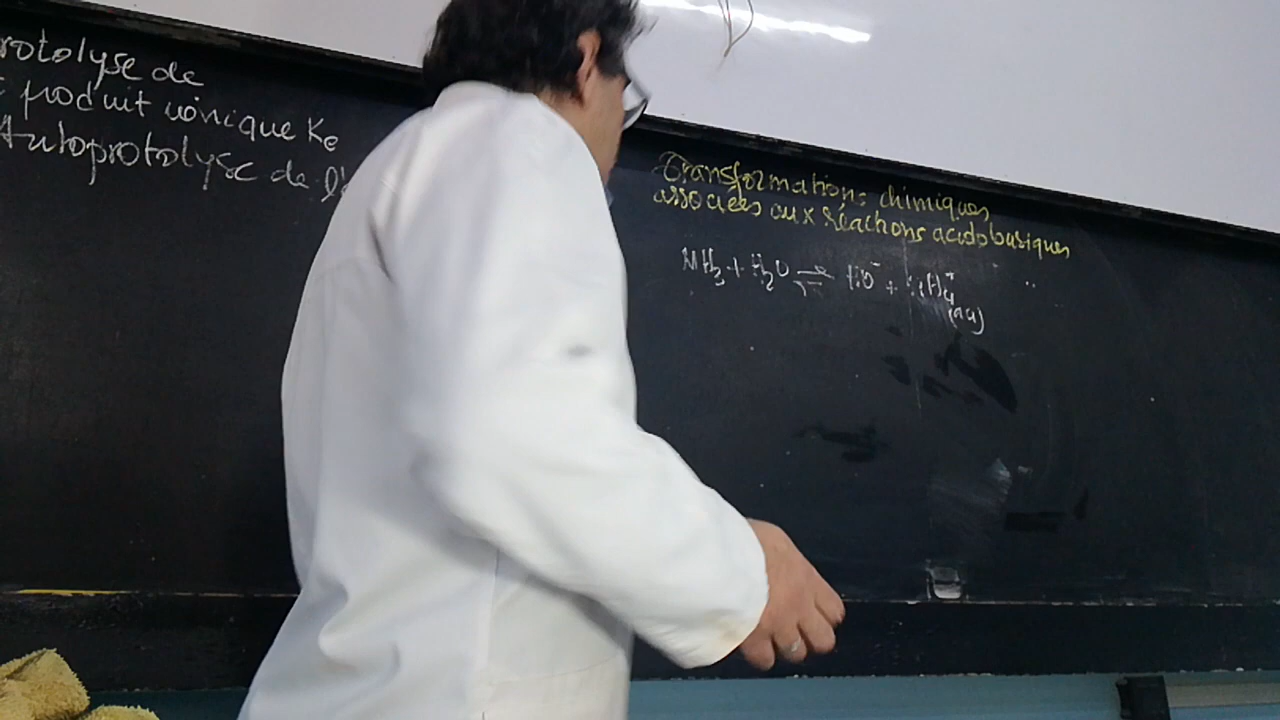 rotolyse de
produit ionique Ke
Autoprotolyse de l'
Transformations chimiques
associées aux réactions acidobasiques
NH3 + H2O ⇌ HO⁻ + NH4⁺
(aq)